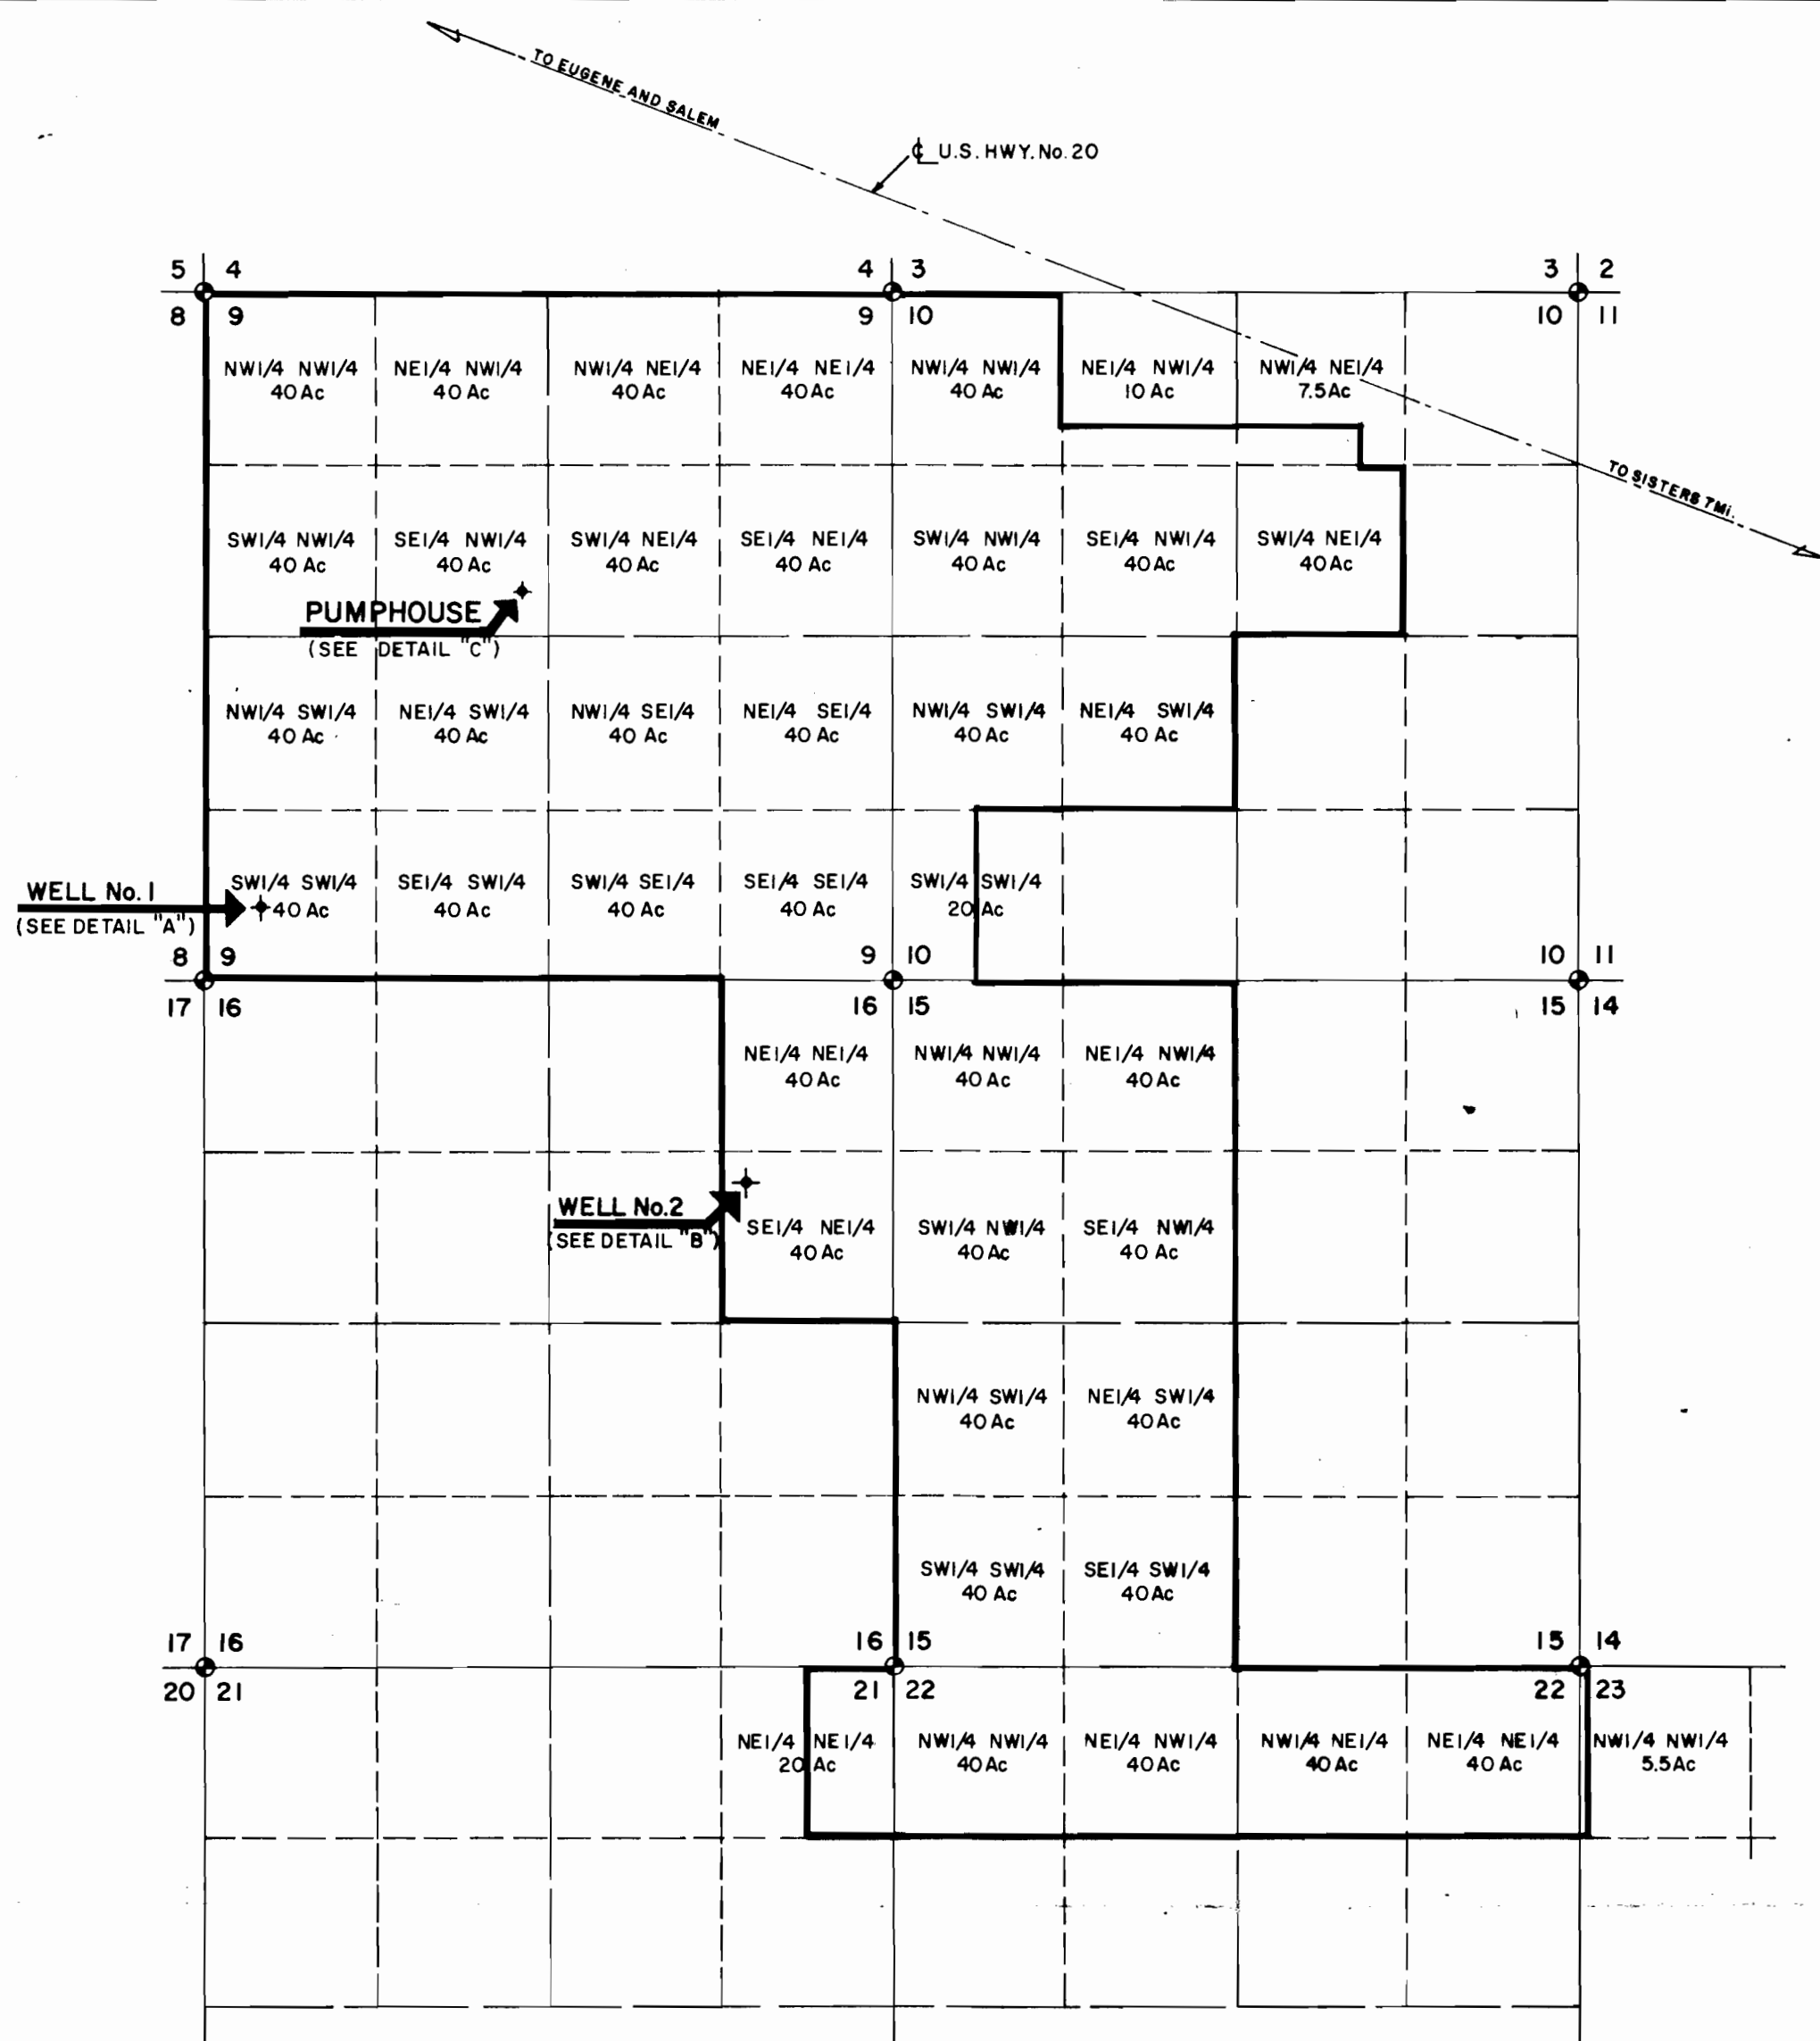 TO EUGENE AND SALEM
℄ U.S. HWY. No. 20
5 4 4 3 3 2
8 9 9 10 10 11
NW1/4 NW1/4 NE1/4 NW1/4 NW1/4 NE1/4 NE1/4 NE1/4 NW1/4 NW1/4 NE1/4 NW1/4 NW1/4 NE1/4
40 Ac 40 Ac 40 Ac 40 Ac 40 Ac 10 Ac 7.5 Ac
TO SISTERS 7 Mi.
SW1/4 NW1/4 SE1/4 NW1/4 SW1/4 NE1/4 SE1/4 NE1/4 SW1/4 NW1/4 SE1/4 NW1/4 SW1/4 NE1/4
40 Ac 40 Ac 40 Ac 40 Ac 40 Ac 40 Ac 40 Ac
PUMPHOUSE
(SEE DETAIL "C")
NW1/4 SW1/4 NE1/4 SW1/4 NW1/4 SE1/4 NE1/4 SE1/4 NW1/4 SW1/4 NE1/4 SW1/4
40 Ac 40 Ac 40 Ac 40 Ac 40 Ac 40 Ac
WELL No. 1
(SEE DETAIL "A")
SW1/4 SW1/4 SE1/4 SW1/4 SW1/4 SE1/4 SE1/4 SE1/4 SW1/4 SW1/4
40 Ac 40 Ac 40 Ac 40 Ac 20 Ac
8 9 9 10 10 11
17 16 16 15 15 14
NE1/4 NE1/4 NW1/4 NW1/4 NE1/4 NW1/4
40 Ac 40 Ac 40 Ac
WELL No. 2
(SEE DETAIL "B")
SE1/4 NE1/4 SW1/4 NW1/4 SE1/4 NW1/4
40 Ac 40 Ac 40 Ac
NW1/4 SW1/4 NE1/4 SW1/4
40 Ac 40 Ac
SW1/4 SW1/4 SE1/4 SW1/4
40 Ac 40 Ac
17 16 16 15 15 14
20 21 21 22 22 23
NE1/4 NE1/4 NW1/4 NW1/4 NE1/4 NW1/4 NW1/4 NE1/4 NE1/4 NE1/4 NW1/4 NW1/4
20 Ac 40 Ac 40 Ac 40 Ac 40 Ac 5.5 Ac